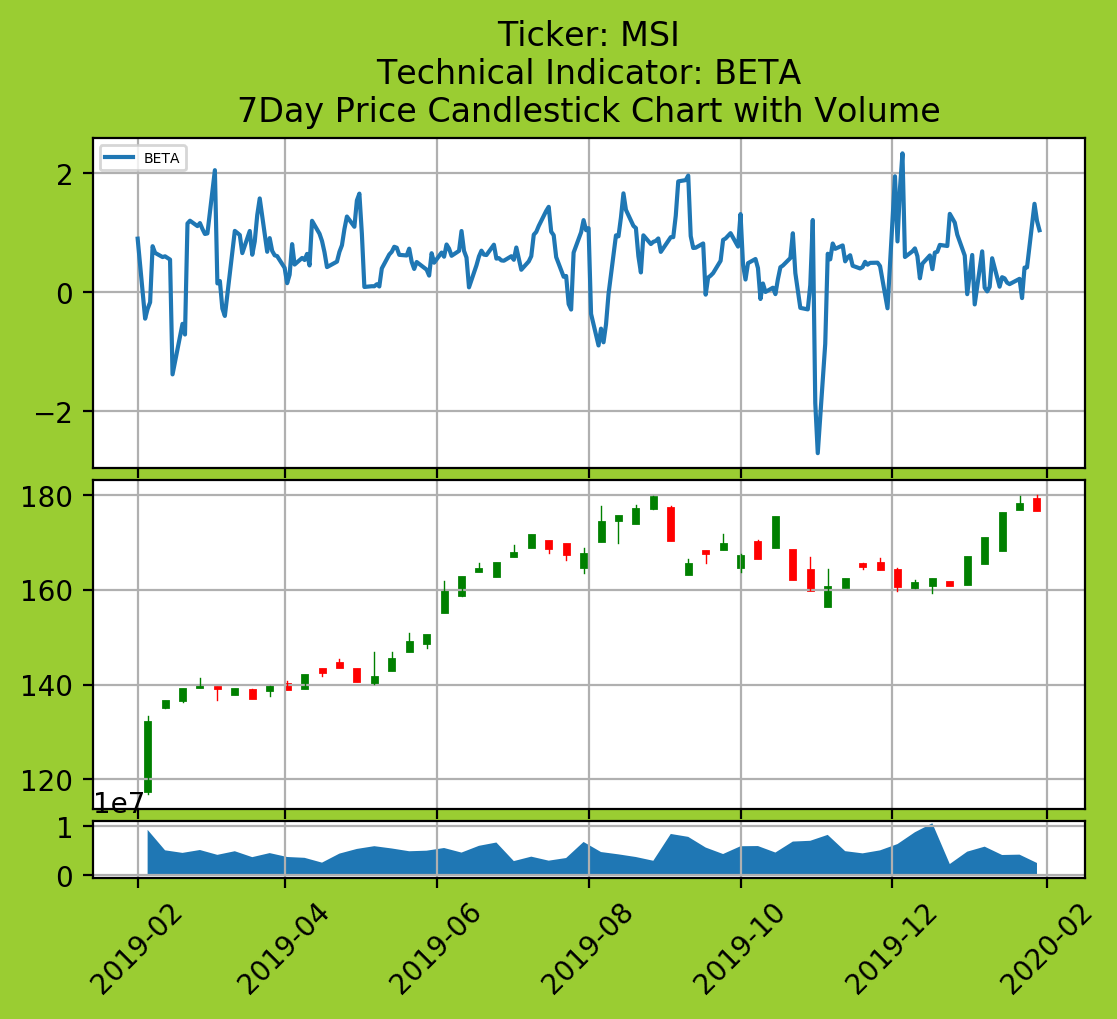 Ticker: MSI
Technical Indicator: BETA
7Day Price Candlestick Chart with Volume
BETA
2
0
−2
180
160
140
120
1e7
1
0
2019-02 2019-04 2019-06 2019-08 2019-10 2019-12 2020-02